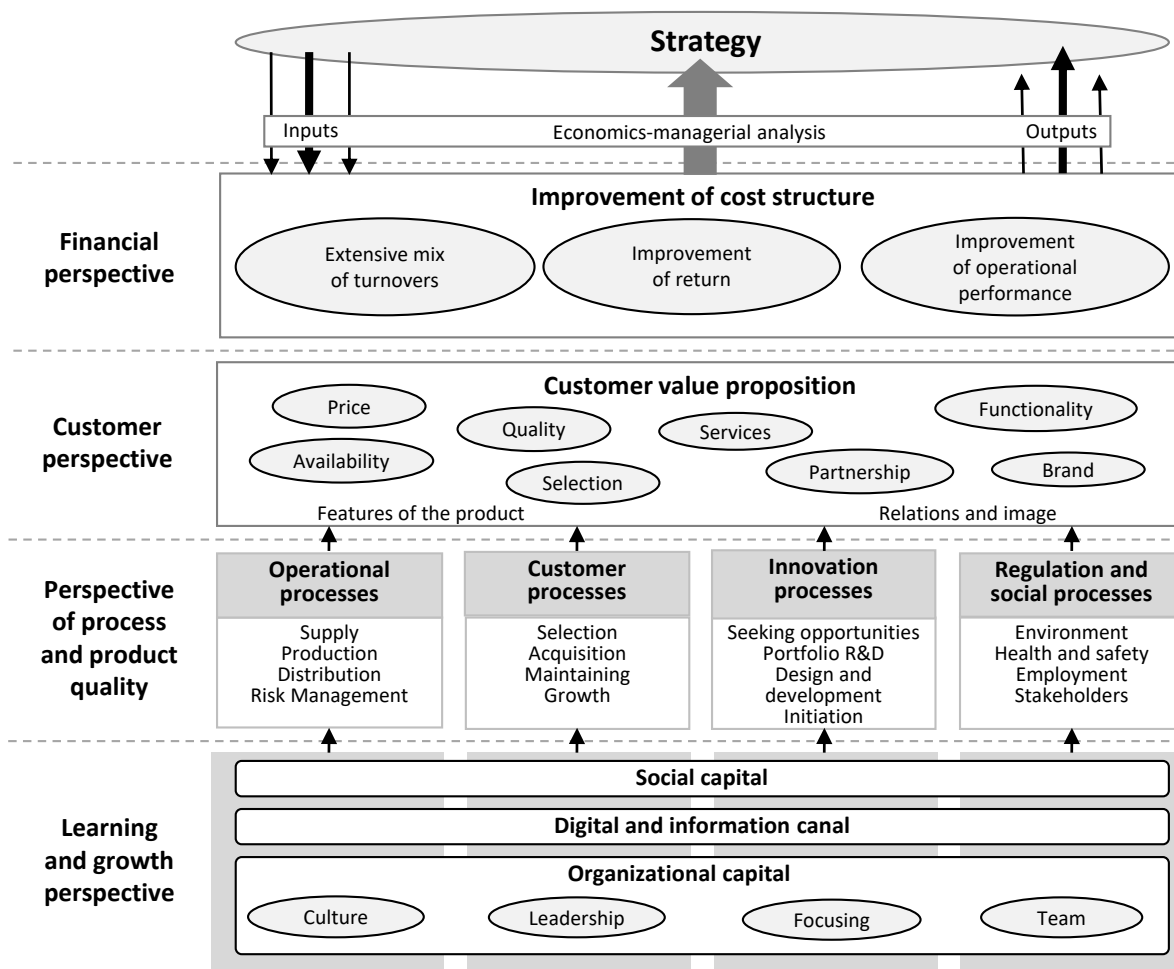 Strategy
Inputs
Economics-managerial analysis
Outputs
Financial
perspective
Improvement of cost structure
Extensive mix
of turnovers
Improvement
of return
Improvement
of operational
performance
Customer
perspective
Customer value proposition
Price
Availability
Quality
Selection
Services
Partnership
Functionality
Brand
Features of the product
Relations and image
Perspective
of process
and product
quality
Operational
processes
Supply
Production
Distribution
Risk Management
Customer
processes
Selection
Acquisition
Maintaining
Growth
Innovation
processes
Seeking opportunities
Portfolio R&D
Design and
development
Initiation
Regulation and
social processes
Environment
Health and safety
Employment
Stakeholders
Learning
and growth
perspective
Social capital
Digital and information canal
Organizational capital
Culture
Leadership
Focusing
Team